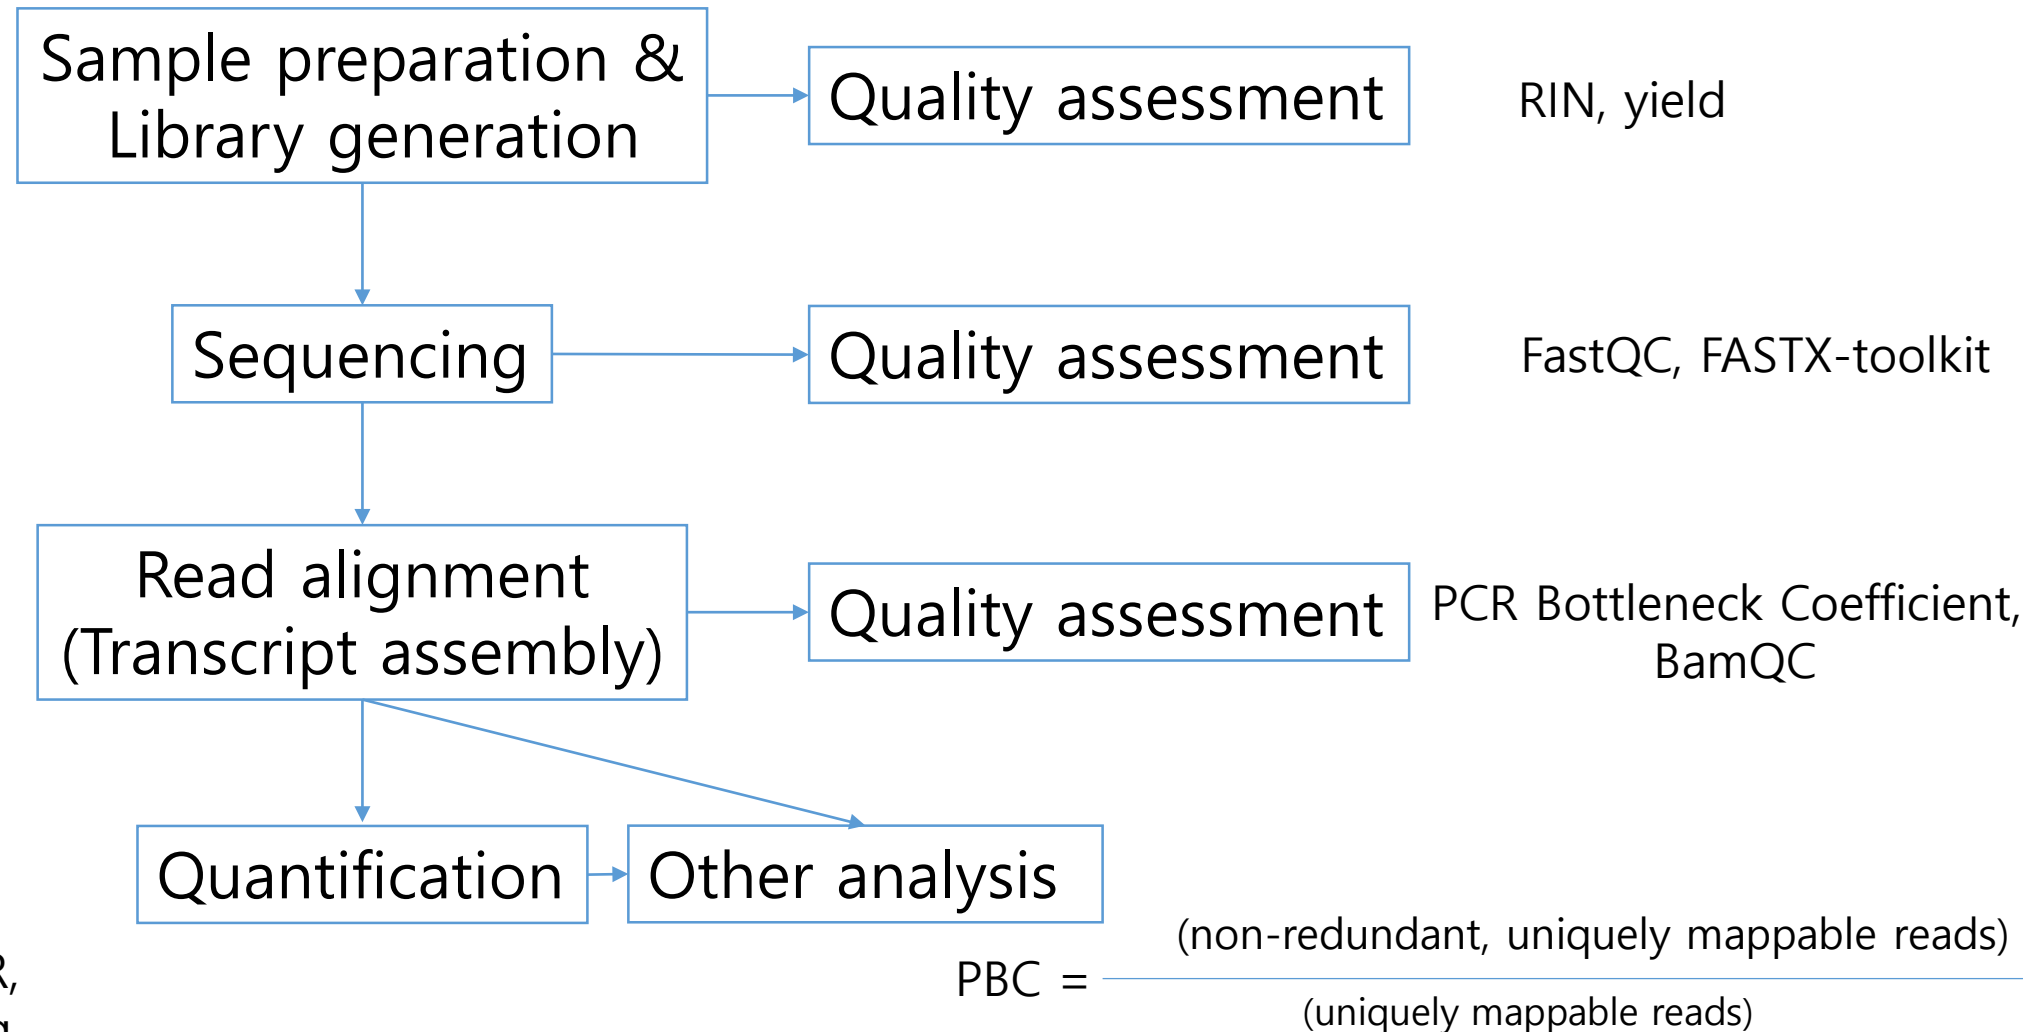 Sample preparation &
Library generation
Quality assessment
RIN, yield
Sequencing
Quality assessment
FastQC, FASTX-toolkit
Read alignment
(Transcript assembly)
Quality assessment
PCR Bottleneck Coefficient,
BamQC
Quantification
Other analysis
(non-redundant, uniquely mappable reads)
PBC =
(uniquely mappable reads)